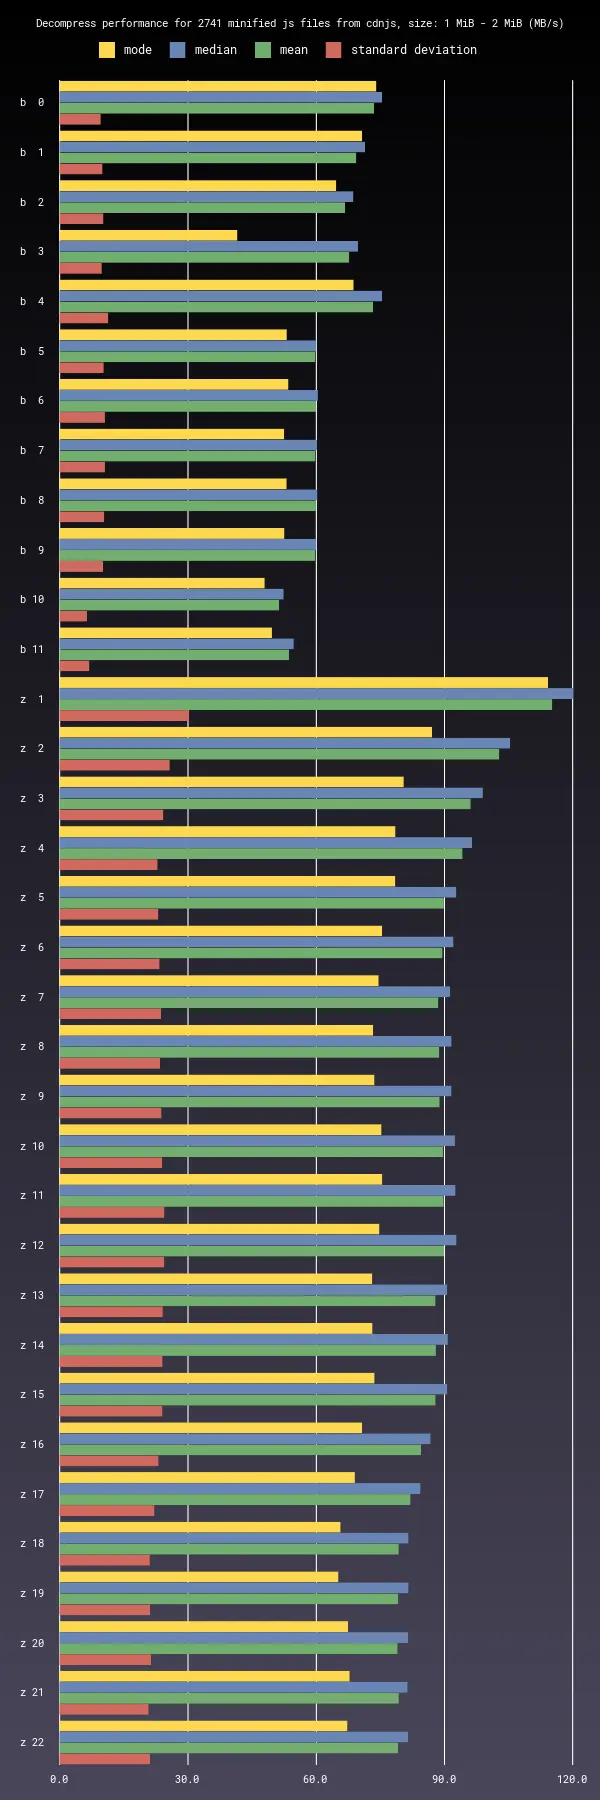 Decompress performance for 2741 minified js files from cdnjs, size: 1 MiB - 2 MiB (MB/s)
mode median mean standard deviation
b 0
b 1
b 2
b 3
b 4
b 5
b 6
b 7
b 8
b 9
b 10
b 11
z 1
z 2
z 3
z 4
z 5
z 6
z 7
z 8
z 9
z 10
z 11
z 12
z 13
z 14
z 15
z 16
z 17
z 18
z 19
z 20
z 21
z 22
0.0 30.0 60.0 90.0 120.0